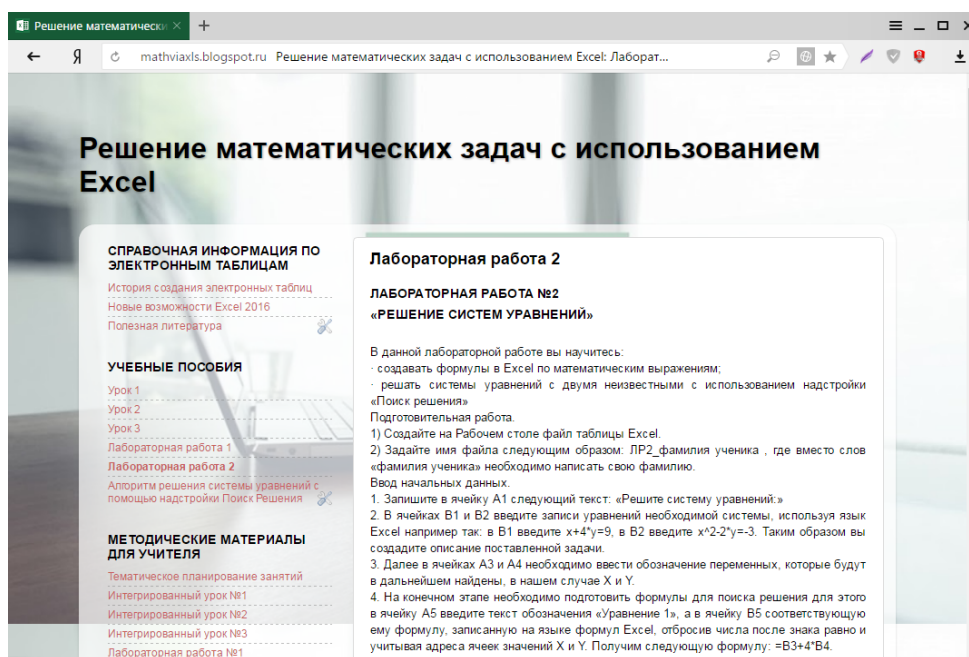 Решение математически
mathviaxls.blogspot.ru Решение математических задач с использованием Excel: Лаборат...
Решение математических задач с использованием
Excel
СПРАВОЧНАЯ ИНФОРМАЦИЯ ПО
ЭЛЕКТРОННЫМ ТАБЛИЦАМ
История создания электронных таблиц
Новые возможности Excel 2016
Полезная литература
УЧЕБНЫЕ ПОСОБИЯ
Урок 1
Урок 2
Урок 3
Лабораторная работа 1
Лабораторная работа 2
Алгоритм решения системы уравнений с
помощью надстройки Поиск Решения
МЕТОДИЧЕСКИЕ МАТЕРИАЛЫ
ДЛЯ УЧИТЕЛЯ
Тематическое планирование занятий
Интегрированный урок №1
Интегрированный урок №2
Интегрированный урок №3
Лабораторная работа №1
Лабораторная работа 2
ЛАБОРАТОРНАЯ РАБОТА №2
«РЕШЕНИЕ СИСТЕМ УРАВНЕНИЙ»
В данной лабораторной работе вы научитесь:
· создавать формулы в Excel по математическим выражениям;
· решать системы уравнений с двумя неизвестными с использованием надстройки
«Поиск решения»
Подготовительная работа.
1) Создайте на Рабочем столе файл таблицы Excel.
2) Задайте имя файла следующим образом: ЛР2_фамилия ученика , где вместо слов
«фамилия ученика» необходимо написать свою фамилию.
Ввод начальных данных.
1. Запишите в ячейку А1 следующий текст: «Решите систему уравнений:»
2. В ячейках В1 и В2 введите записи уравнений необходимой системы, используя язык
Excel например так: в В1 введите x+4*y=9, в В2 введите x^2-2*y=-3. Таким образом вы
создадите описание поставленной задачи.
3. Далее в ячейках А3 и А4 необходимо ввести обозначение переменных, которые будут
в дальнейшем найдены, в нашем случае X и Y.
4. На конечном этапе необходимо подготовить формулы для поиска решения для этого
в ячейку А5 введите текст обозначения «Уравнение 1», а в ячейку В5 соответствующую
ему формулу, записанную на языке формул Excel, отбросив числа после знака равно и
учитывая адреса ячеек значений X и Y. Получим следующую формулу: =B3+4*B4.